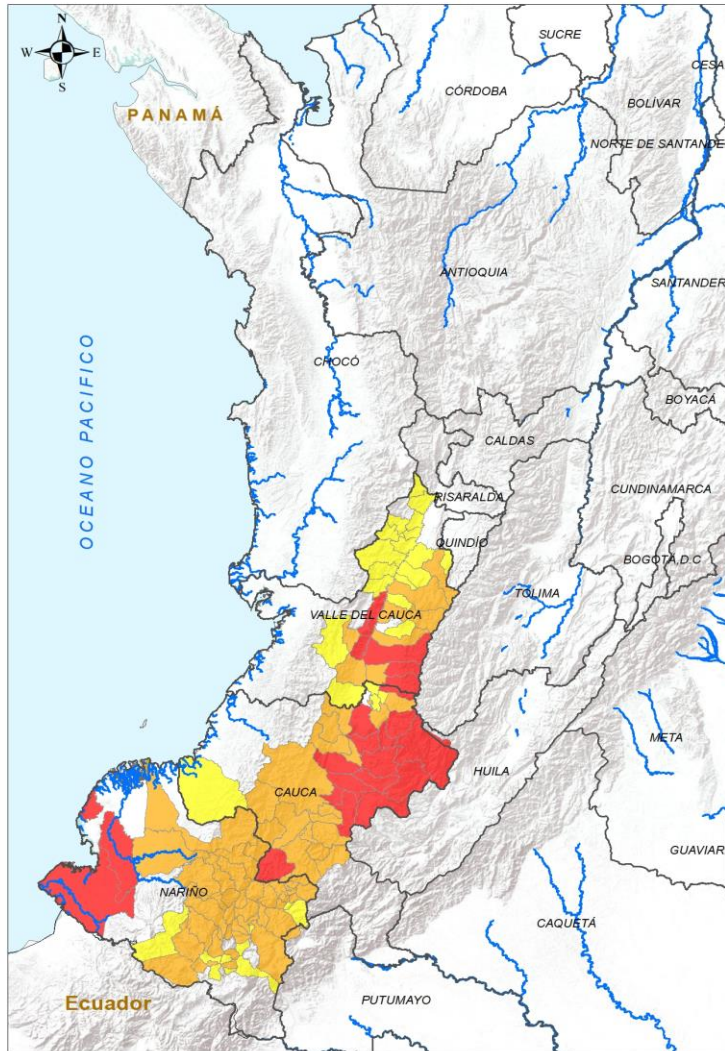 N
W E
S
SUCRE
CESA
CÓRDOBA
BOLÍVAR
PANAMÁ
NORTE DE SANTANDE
ANTIOQUIA
SANTANDER
OCEANO PACIFICO
CHOCÓ
BOYACÁ
CALDAS
RISARALDA
CUNDINAMARCA
QUINDÍO
BOGOTÁ, D.C
TOLIMA
VALLE DEL CAUCA
META
HUILA
CAUCA
GUAVIAR
NARIÑO
CAQUETÁ
Ecuador
PUTUMAYO